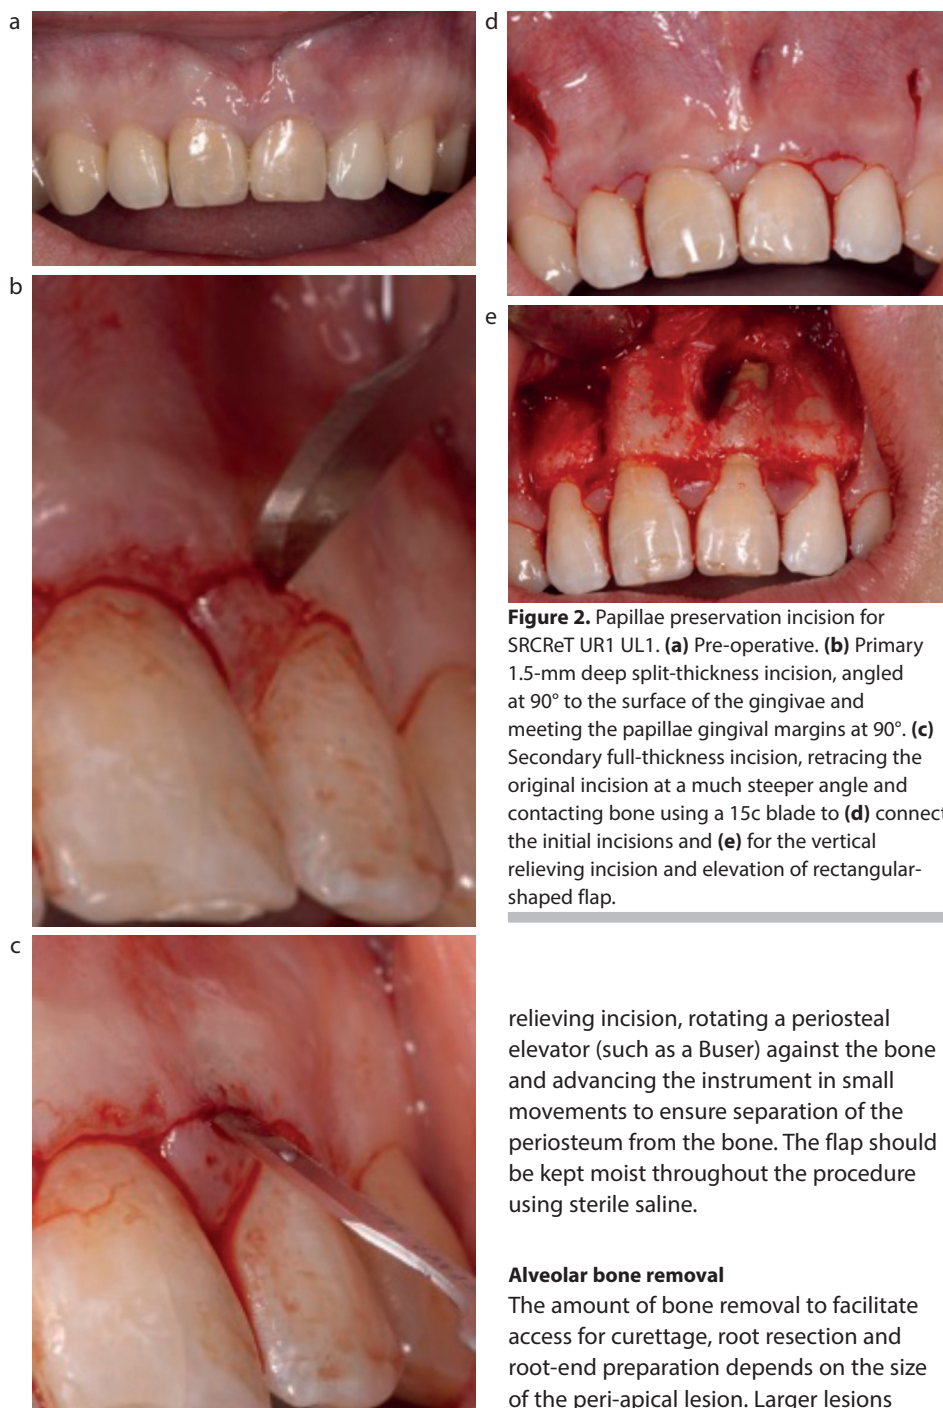 a
b
c
d
e
Figure 2. Papillae preservation incision for
SRCReT UR1 UL1. (a) Pre-operative. (b) Primary
1.5-mm deep split-thickness incision, angled
at 90° to the surface of the gingivae and
meeting the papillae gingival margins at 90°. (c)
Secondary full-thickness incision, retracing the
original incision at a much steeper angle and
contacting bone using a 15c blade to (d) connect
the initial incisions and (e) for the vertical
relieving incision and elevation of rectangular-
shaped flap.
relieving incision, rotating a periosteal
elevator (such as a Buser) against the bone
and advancing the instrument in small
movements to ensure separation of the
periosteum from the bone. The flap should
be kept moist throughout the procedure
using sterile saline.
Alveolar bone removal
The amount of bone removal to facilitate
access for curettage, root resection and
root-end preparation depends on the size
of the peri-apical lesion. Larger lesions